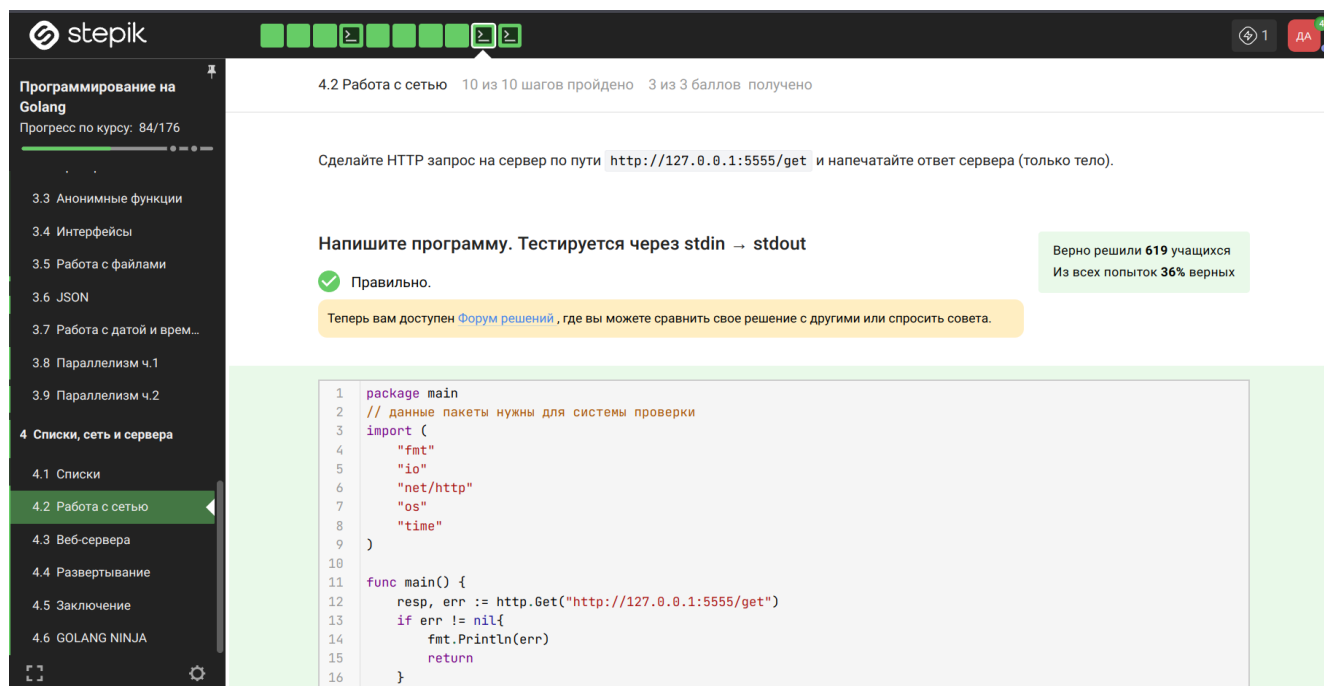 stepik
1
ДА
4
4.2 Работа с сетью 10 из 10 шагов пройдено 3 из 3 баллов получено
Программирование на
Golang
Прогресс по курсу: 84/176
3.3 Анонимные функции
3.4 Интерфейсы
3.5 Работа с файлами
3.6 JSON
3.7 Работа с датой и врем...
3.8 Параллелизм ч.1
3.9 Параллелизм ч.2
4 Списки, сеть и сервера
4.1 Списки
4.2 Работа с сетью
4.3 Веб-сервера
4.4 Развертывание
4.5 Заключение
4.6 GOLANG NINJA
Сделайте HTTP запрос на сервер по пути http://127.0.0.1:5555/get и напечатайте ответ сервера (только тело).
Напишите программу. Тестируется через stdin → stdout
Правильно.
Верно решили 619 учащихся
Из всех попыток 36% верных
Теперь вам доступен Форум решений , где вы можете сравнить свое решение с другими или спросить совета.
1 package main
2 // данные пакеты нужны для системы проверки
3 import (
4 "fmt"
5 "io"
6 "net/http"
7 "os"
8 "time"
9 )
10
11 func main() {
12 resp, err := http.Get("http://127.0.0.1:5555/get")
13 if err != nil{
14 fmt.Println(err)
15 return
16 }